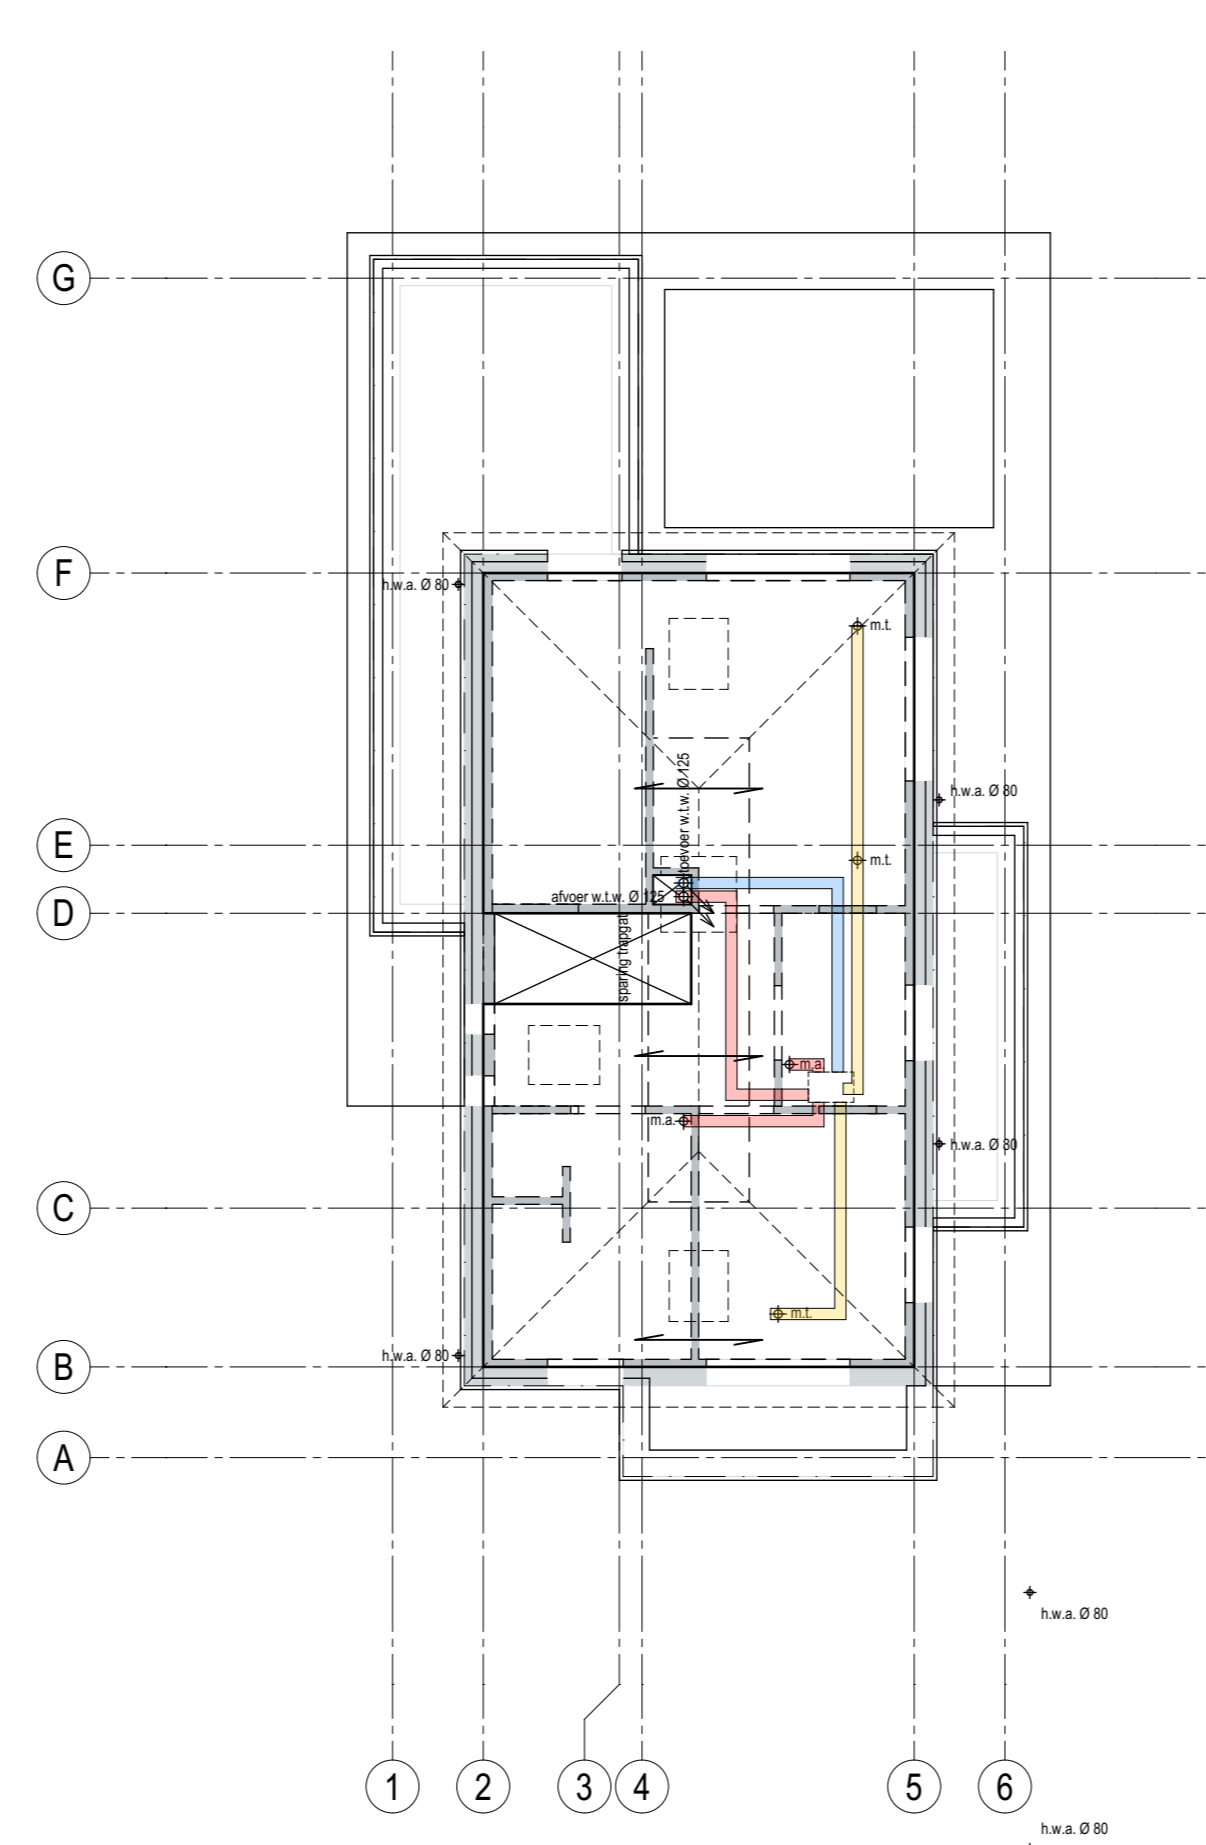 G
F
h.w.a. Ø 80
m.t.
toevoer w.t.w. Ø 125
h.w.a. Ø 80
E
m.t.
afvoer w.t.w. Ø 125
D
sparing trapgat
m.a.
m.a.
h.w.a. Ø 80
C
m.t.
h.w.a. Ø 80
B
A
h.w.a. Ø 80
1 2 3 4 5 6
h.w.a. Ø 80